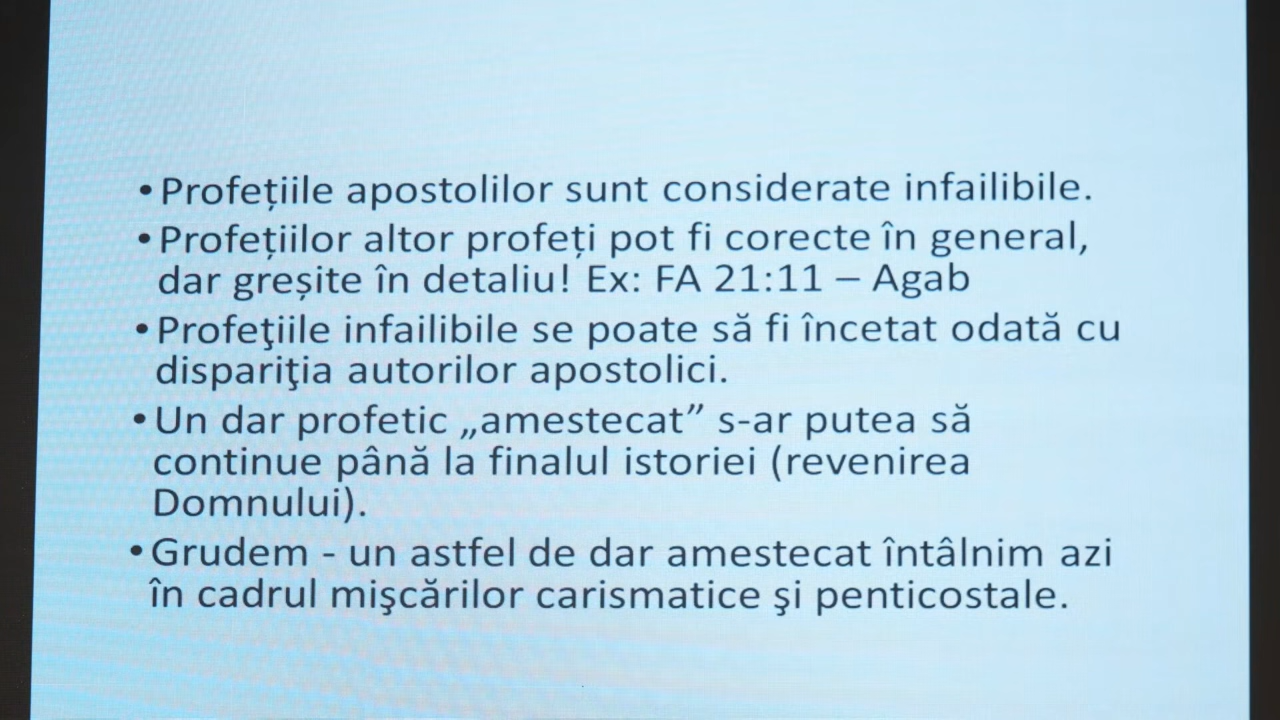 • Profețiile apostolilor sunt considerate infailibile.
• Profețiilor altor profeți pot fi corecte în general,
dar greșite în detaliu! Ex: FA 21:11 – Agab
• Profeţiile infailibile se poate să fi încetat odată cu
dispariţia autorilor apostolici.
• Un dar profetic „amestecat” s-ar putea să
continue până la finalul istoriei (revenirea
Domnului).
• Grudem - un astfel de dar amestecat întâlnim azi
în cadrul mişcărilor carismatice şi penticostale.